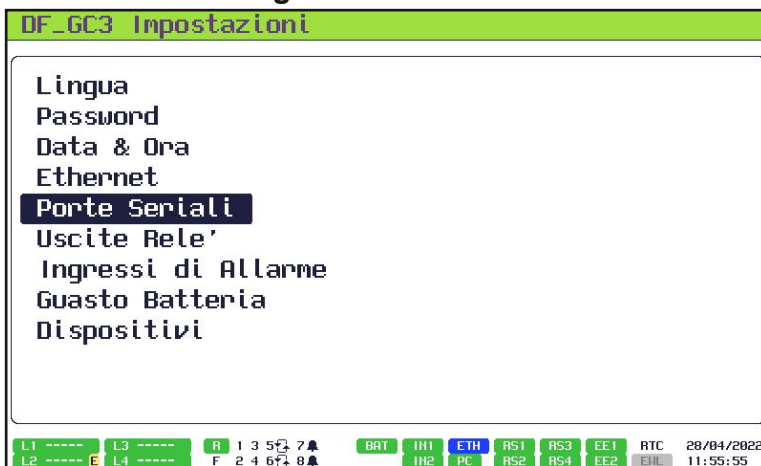 DF_GC3 Impostazioni
Lingua
Password
Data & Ora
Ethernet
Porte Seriali
Uscite Rele'
Ingressi di Allarme
Guasto Batteria
Dispositivi
L1 ----- L3 ----- R 1 3 5 7 BAT IN1 ETH RS1 RS3 EE1 RTC 28/04/2022
L2 ----- E L4 ----- F 2 4 6 8 IN2 PC RS2 RS4 EE2 EWL 11:55:55